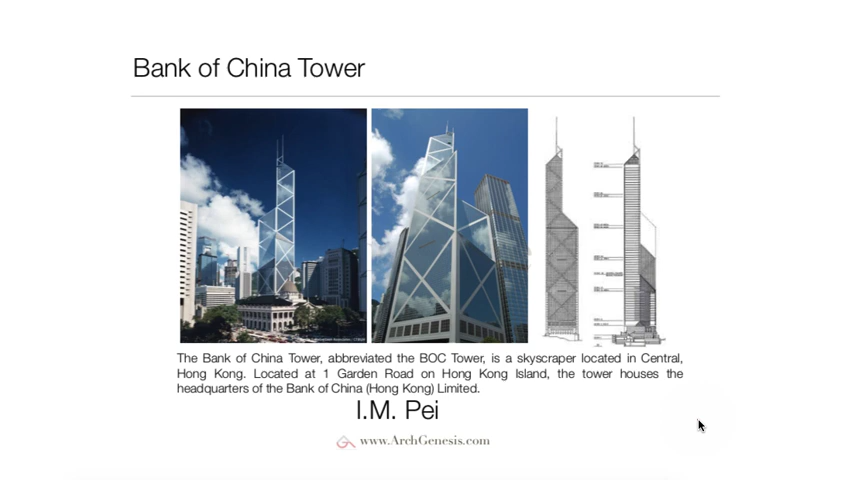 Bank of China Tower
The Bank of China Tower, abbreviated the BOC Tower, is a skyscraper located in Central,
Hong Kong. Located at 1 Garden Road on Hong Kong Island, the tower houses the
headquarters of the Bank of China (Hong Kong) Limited.
I.M. Pei
www.ArchGenesis.com